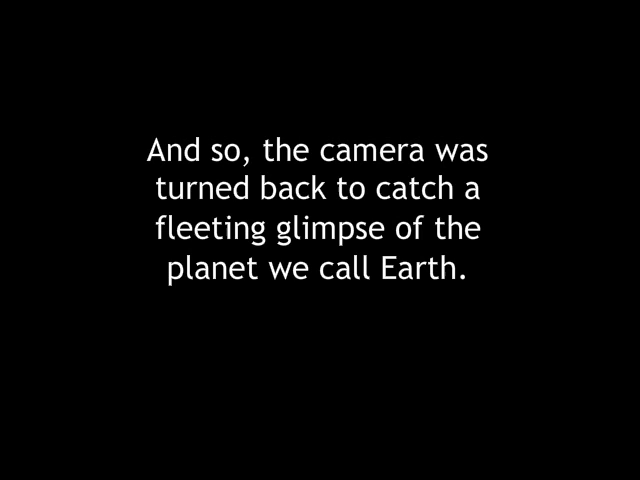 And so, the camera was
turned back to catch a
fleeting glimpse of the
planet we call Earth.